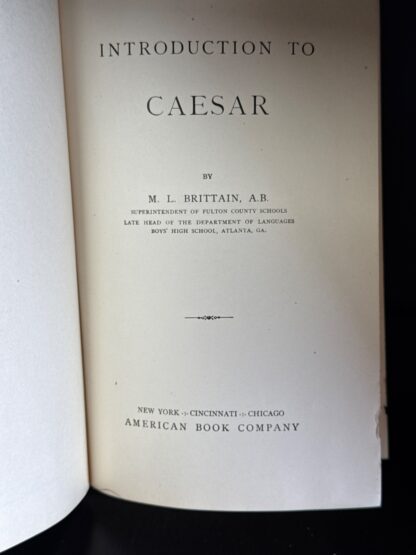 INTRODUCTION TO
CAESAR
BY
M. L. BRITTAIN, A.B.
SUPERINTENDENT OF FULTON COUNTY SCHOOLS
LATE HEAD OF THE DEPARTMENT OF LANGUAGES
BOYS' HIGH SCHOOL, ATLANTA, GA.
NEW YORK ·:· CINCINNATI ·:· CHICAGO
AMERICAN BOOK COMPANY